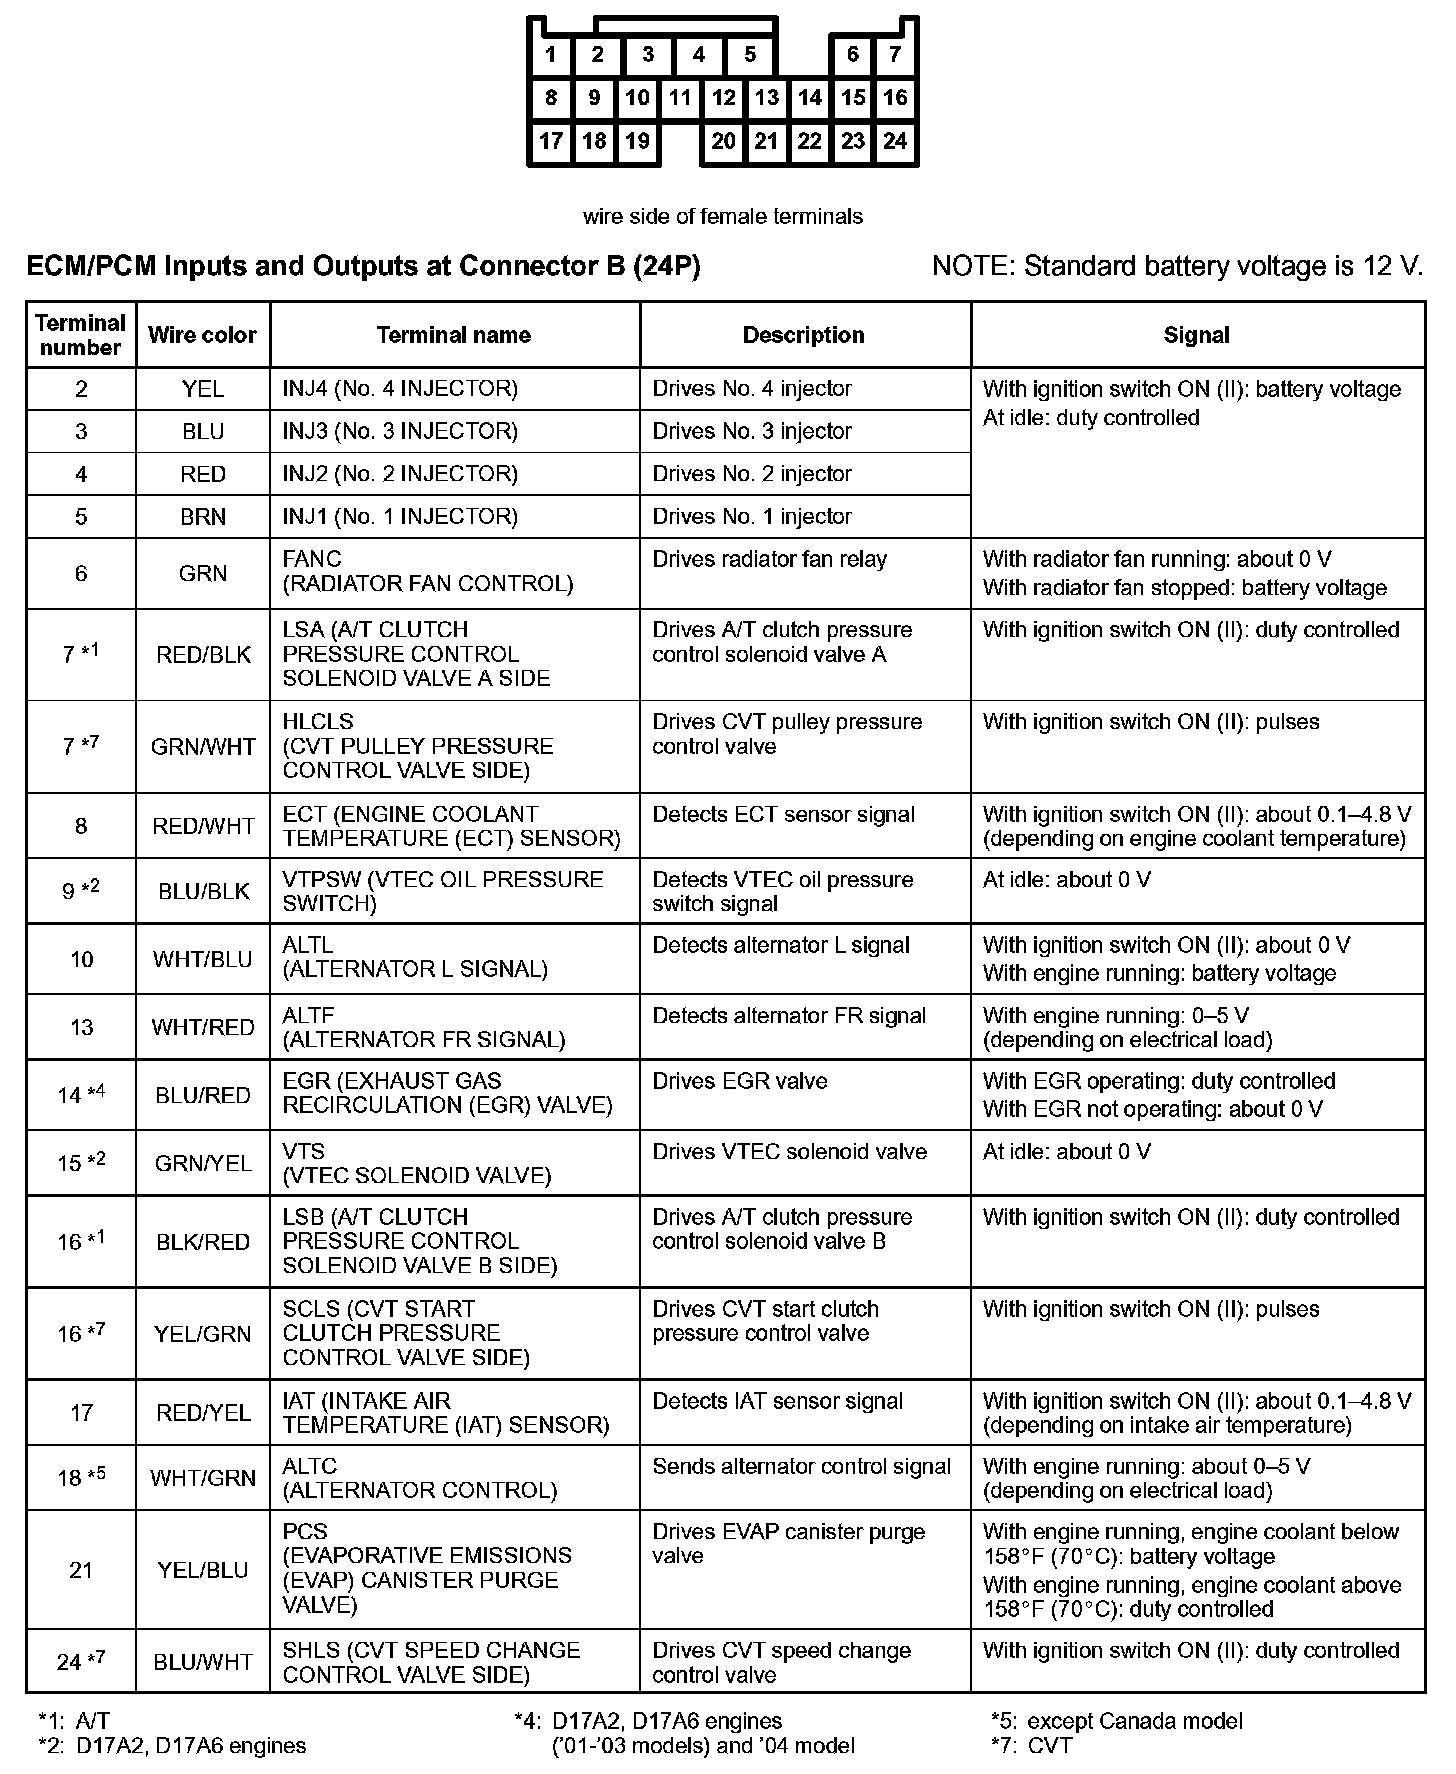 1 2 3 4 5 6 7
8 9 10 11 12 13 14 15 16
17 18 19 20 21 22 23 24
wire side of female terminals
ECM/PCM Inputs and Outputs at Connector B (24P) NOTE: Standard battery voltage is 12 V.
Terminal number Wire color Terminal name Description Signal
2 YEL INJ4 (No. 4 INJECTOR) Drives No. 4 injector With ignition switch ON (II): battery voltage
At idle: duty controlled
3 BLU INJ3 (No. 3 INJECTOR) Drives No. 3 injector
4 RED INJ2 (No. 2 INJECTOR) Drives No. 2 injector
5 BRN INJ1 (No. 1 INJECTOR) Drives No. 1 injector
6 GRN FANC
(RADIATOR FAN CONTROL) Drives radiator fan relay With radiator fan running: about 0 V
With radiator fan stopped: battery voltage
7 *1 RED/BLK LSA (A/T CLUTCH
PRESSURE CONTROL
SOLENOID VALVE A SIDE Drives A/T clutch pressure
control solenoid valve A With ignition switch ON (II): duty controlled
7 *7 GRN/WHT HLCLS
(CVT PULLEY PRESSURE
CONTROL VALVE SIDE) Drives CVT pulley pressure
control valve With ignition switch ON (II): pulses
8 RED/WHT ECT (ENGINE COOLANT
TEMPERATURE (ECT) SENSOR) Detects ECT sensor signal With ignition switch ON (II): about 0.1–4.8 V
(depending on engine coolant temperature)
9 *2 BLU/BLK VTPSW (VTEC OIL PRESSURE
SWITCH) Detects VTEC oil pressure
switch signal At idle: about 0 V
10 WHT/BLU ALTL
(ALTERNATOR L SIGNAL) Detects alternator L signal With ignition switch ON (II): about 0 V
With engine running: battery voltage
13 WHT/RED ALTF
(ALTERNATOR FR SIGNAL) Detects alternator FR signal With engine running: 0–5 V
(depending on electrical load)
14 *4 BLU/RED EGR (EXHAUST GAS
RECIRCULATION (EGR) VALVE) Drives EGR valve With EGR operating: duty controlled
With EGR not operating: about 0 V
15 *2 GRN/YEL VTS
(VTEC SOLENOID VALVE) Drives VTEC solenoid valve At idle: about 0 V
16 *1 BLK/RED LSB (A/T CLUTCH
PRESSURE CONTROL
SOLENOID VALVE B SIDE) Drives A/T clutch pressure
control solenoid valve B With ignition switch ON (II): duty controlled
16 *7 YEL/GRN SCLS (CVT START
CLUTCH PRESSURE
CONTROL VALVE SIDE) Drives CVT start clutch
pressure control valve With ignition switch ON (II): pulses
17 RED/YEL IAT (INTAKE AIR
TEMPERATURE (IAT) SENSOR) Detects IAT sensor signal With ignition switch ON (II): about 0.1–4.8 V
(depending on intake air temperature)
18 *5 WHT/GRN ALTC
(ALTERNATOR CONTROL) Sends alternator control signal With engine running: about 0–5 V
(depending on electrical load)
21 YEL/BLU PCS
(EVAPORATIVE EMISSIONS
(EVAP) CANISTER PURGE
VALVE) Drives EVAP canister purge
valve With engine running, engine coolant below
158°F (70°C): battery voltage
With engine running, engine coolant above
158°F (70°C): duty controlled
24 *7 BLU/WHT SHLS (CVT SPEED CHANGE
CONTROL VALVE SIDE) Drives CVT speed change
control valve With ignition switch ON (II): duty controlled
*1: A/T
*2: D17A2, D17A6 engines
*4: D17A2, D17A6 engines
('01-'03 models) and '04 model
*5: except Canada model
*7: CVT